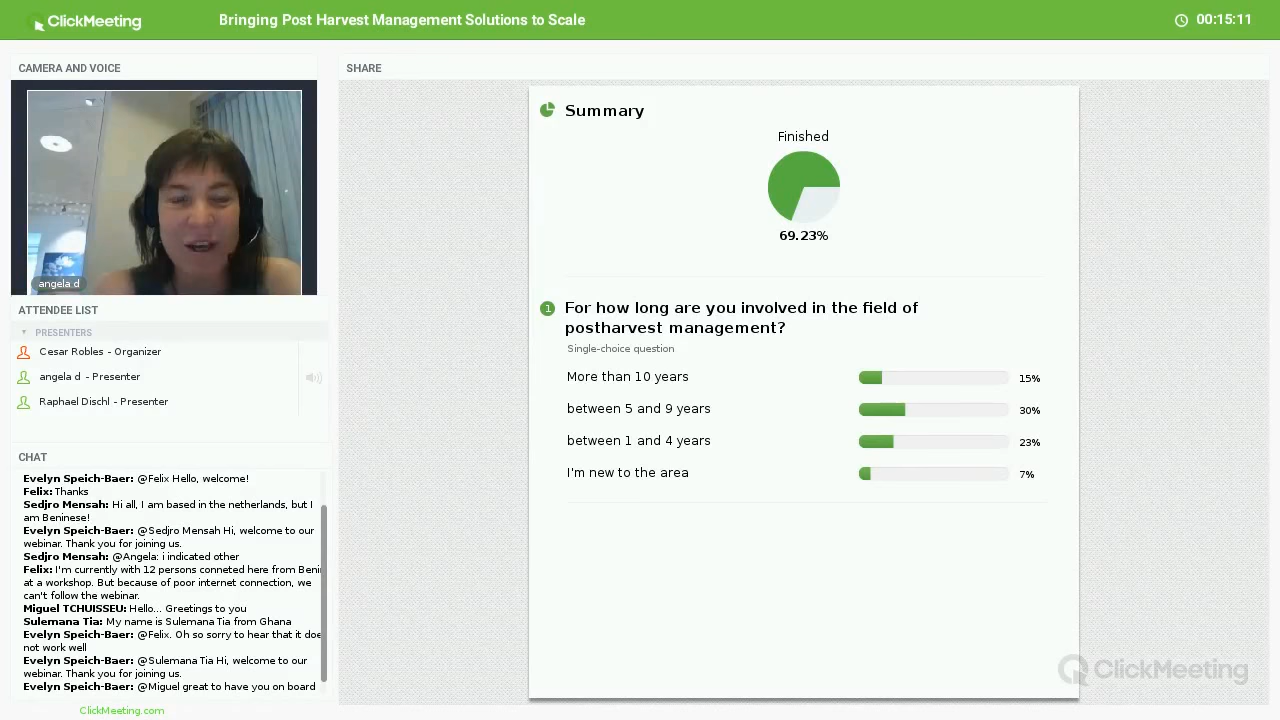 ClickMeeting
Bringing Post Harvest Management Solutions to Scale
00:15:11
CAMERA AND VOICE
angela d
ATTENDEE LIST
PRESENTERS
Cesar Robles - Organizer
angela d - Presenter
Raphael Dischl - Presenter
CHAT
Evelyn Speich-Baer: @Felix Hello, welcome!
Felix: Thanks
Sedjro Mensah: Hi all, I am based in the netherlands, but I
am Beninese!
Evelyn Speich-Baer: @Sedjro Mensah Hi, welcome to our
webinar. Thank you for joining us.
Sedjro Mensah: @Angela: i indicated other
Felix: I'm currently with 12 persons conneted here from Beni
at a workshop. But because of poor internet connection, we
can't follow the webinar.
Miguel TCHUISSEU: Hello... Greetings to you
Sulemana Tia: My name is Sulemana Tia from Ghana
Evelyn Speich-Baer: @Felix. Oh so sorry to hear that it doe
not work well
Evelyn Speich-Baer: @Sulemana Tia Hi, welcome to our
webinar. Thank you for joining us.
Evelyn Speich-Baer: @Miguel great to have you on board
ClickMeeting.com
SHARE
Summary
Finished
69.23%
1 For how long are you involved in the field of
postharvest management?
Single-choice question
More than 10 years 15%
between 5 and 9 years 30%
between 1 and 4 years 23%
I'm new to the area 7%
ClickMeeting